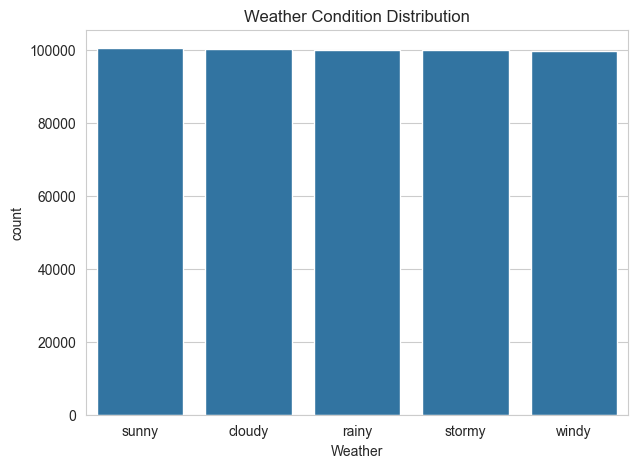 Weather Condition Distribution
100000
80000
60000
40000
20000
0
count
sunny cloudy rainy stormy windy
Weather